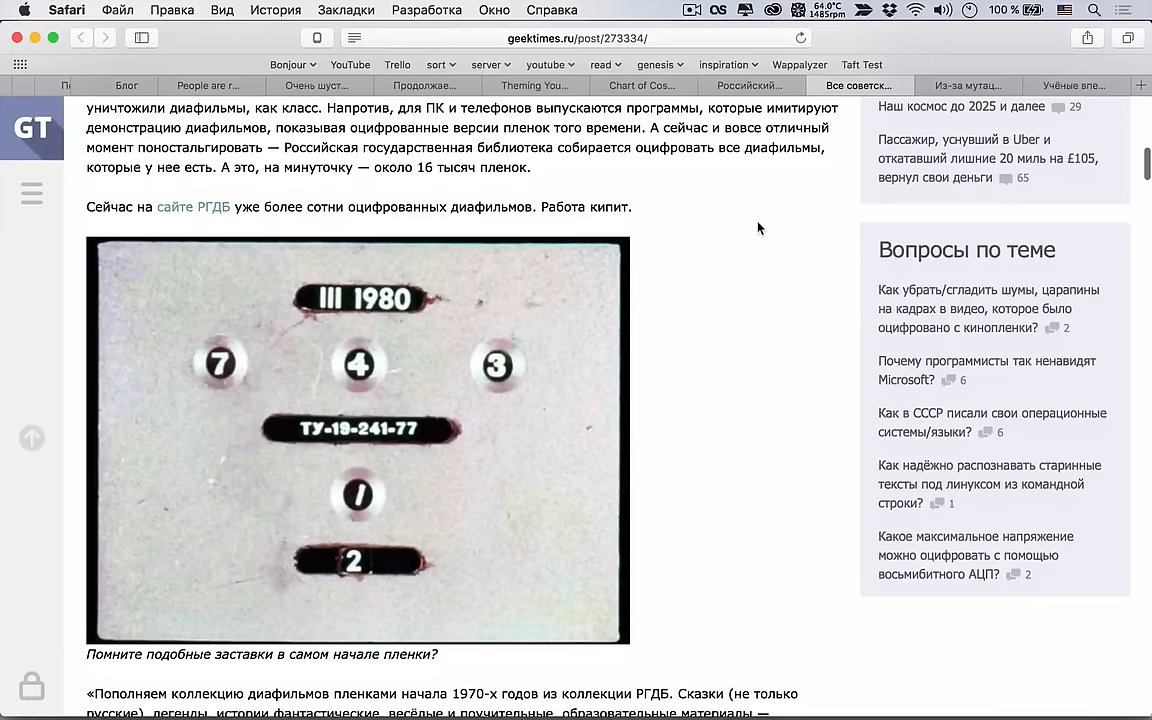 Safari Файл Правка Вид История Закладки Разработка Окно Справка 64.0°C 1485rpm 100 %
geektimes.ru/post/273334/
Bonjour YouTube Trello sort server youtube read genesis inspiration Wappalyzer Taft Test
Блог People are r... Очень шуст... Продолжае... Theming You... Chart of Cos... Российский... Все советск... Из-за мутац... Учёные впе...
GT
уничтожили диафильмы, как класс. Напротив, для ПК и телефонов выпускаются программы, которые имитируют
демонстрацию диафильмов, показывая оцифрованные версии пленок того времени. А сейчас и вовсе отличный
момент поностальгировать — Российская государственная библиотека собирается оцифровать все диафильмы,
которые у нее есть. А это, на минуточку — около 16 тысяч пленок.
Сейчас на сайте РГДБ уже более сотни оцифрованных диафильмов. Работа кипит.
III 1980
7 4 3
ТУ-19-241-77
1
2
Помните подобные заставки в самом начале пленки?
«Пополняем коллекцию диафильмов пленками начала 1970-х годов из коллекции РГДБ. Сказки (не только
русские), легенды, истории фантастические, весёлые и поучительные, образовательные материалы —
Наш космос до 2025 и далее 29
Пассажир, уснувший в Uber и
откатавший лишние 20 миль на £105,
вернул свои деньги 65
Вопросы по теме
Как убрать/сгладить шумы, царапины
на кадрах в видео, которое было
оцифровано с кинопленки? 2
Почему программисты так ненавидят
Microsoft? 6
Как в СССР писали свои операционные
системы/языки? 6
Как надёжно распознавать старинные
тексты под линуксом из командной
строки? 1
Какое максимальное напряжение
можно оцифровать с помощью
восьмибитного АЦП? 2